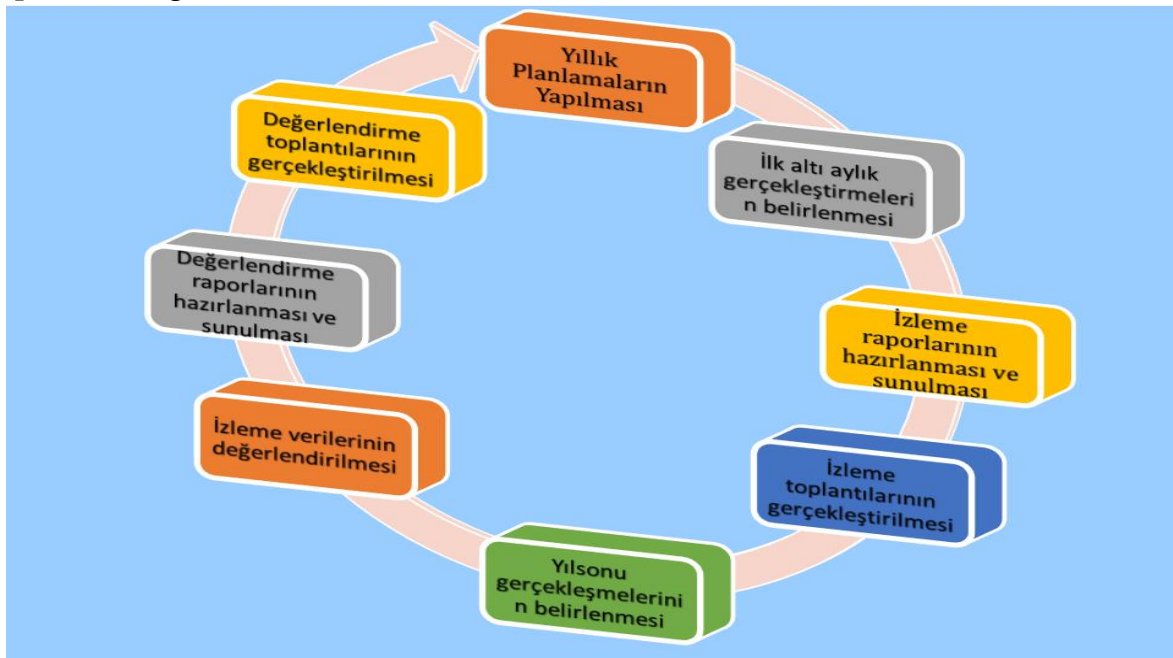 Yıllık
Planlamaların
Yapılması
İlk altı aylık
gerçekleştirmeleri
n belirlenmesi
İzleme
raporlarının
hazırlanması ve
sunulması
İzleme
toplantılarının
gerçekleştirilmesi
Yılsonu
gerçekleşmelerini
n belirlenmesi
İzleme verilerinin
değerlendirilmesi
Değerlendirme
raporlarının
hazırlanması ve
sunulması
Değerlendirme
toplantılarının
gerçekleştirilmesi